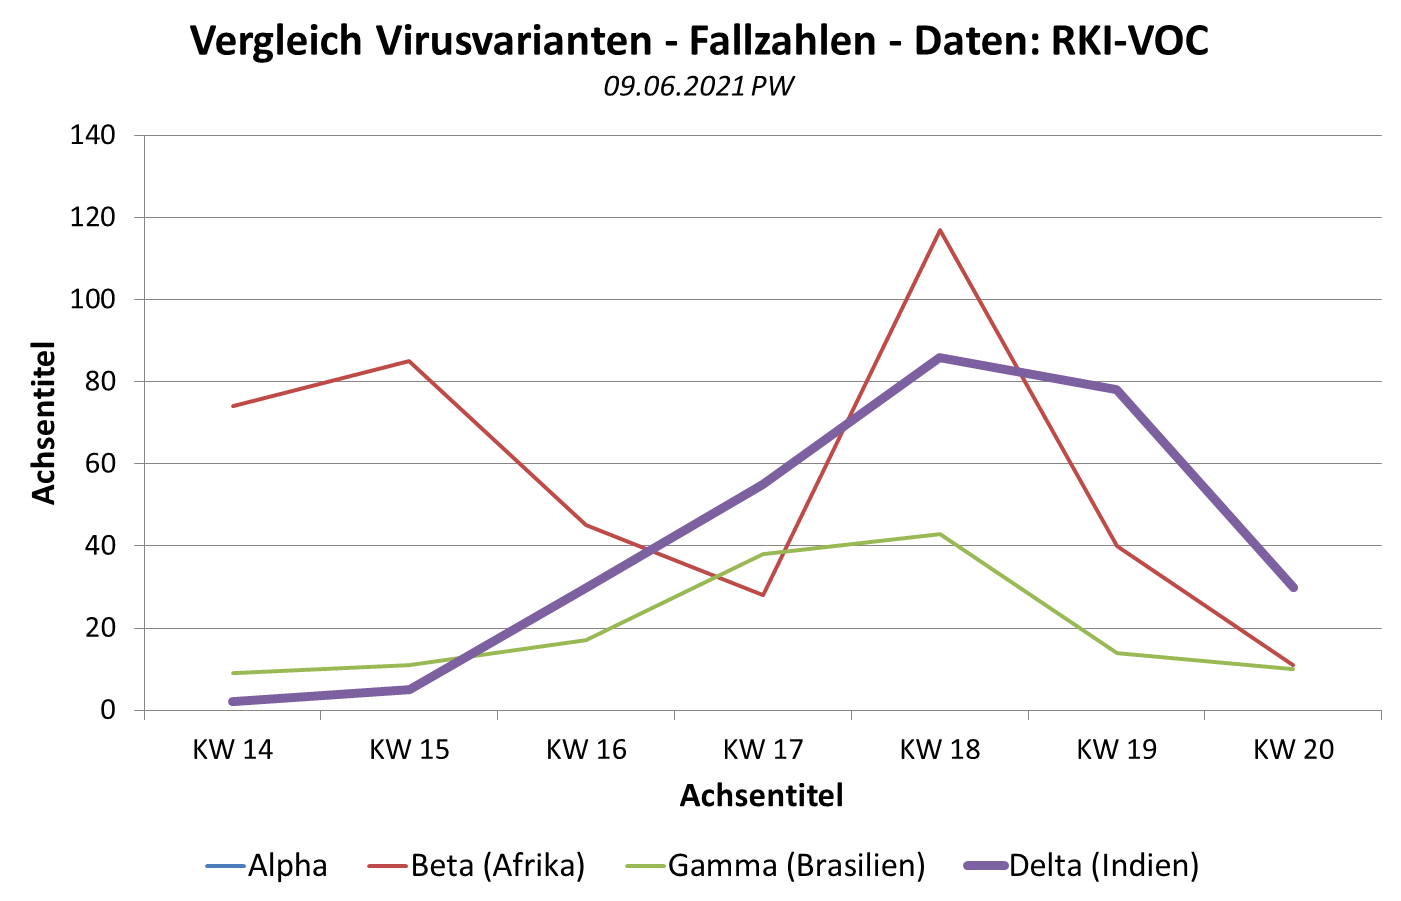 Vergleich Virusvarianten - Fallzahlen - Daten: RKI-VOC
09.06.2021 PW
140
120
100
80
60
40
20
0
Achsentitel
KW 14 KW 15 KW 16 KW 17 KW 18 KW 19 KW 20
Achsentitel
Alpha Beta (Afrika) Gamma (Brasilien) Delta (Indien)